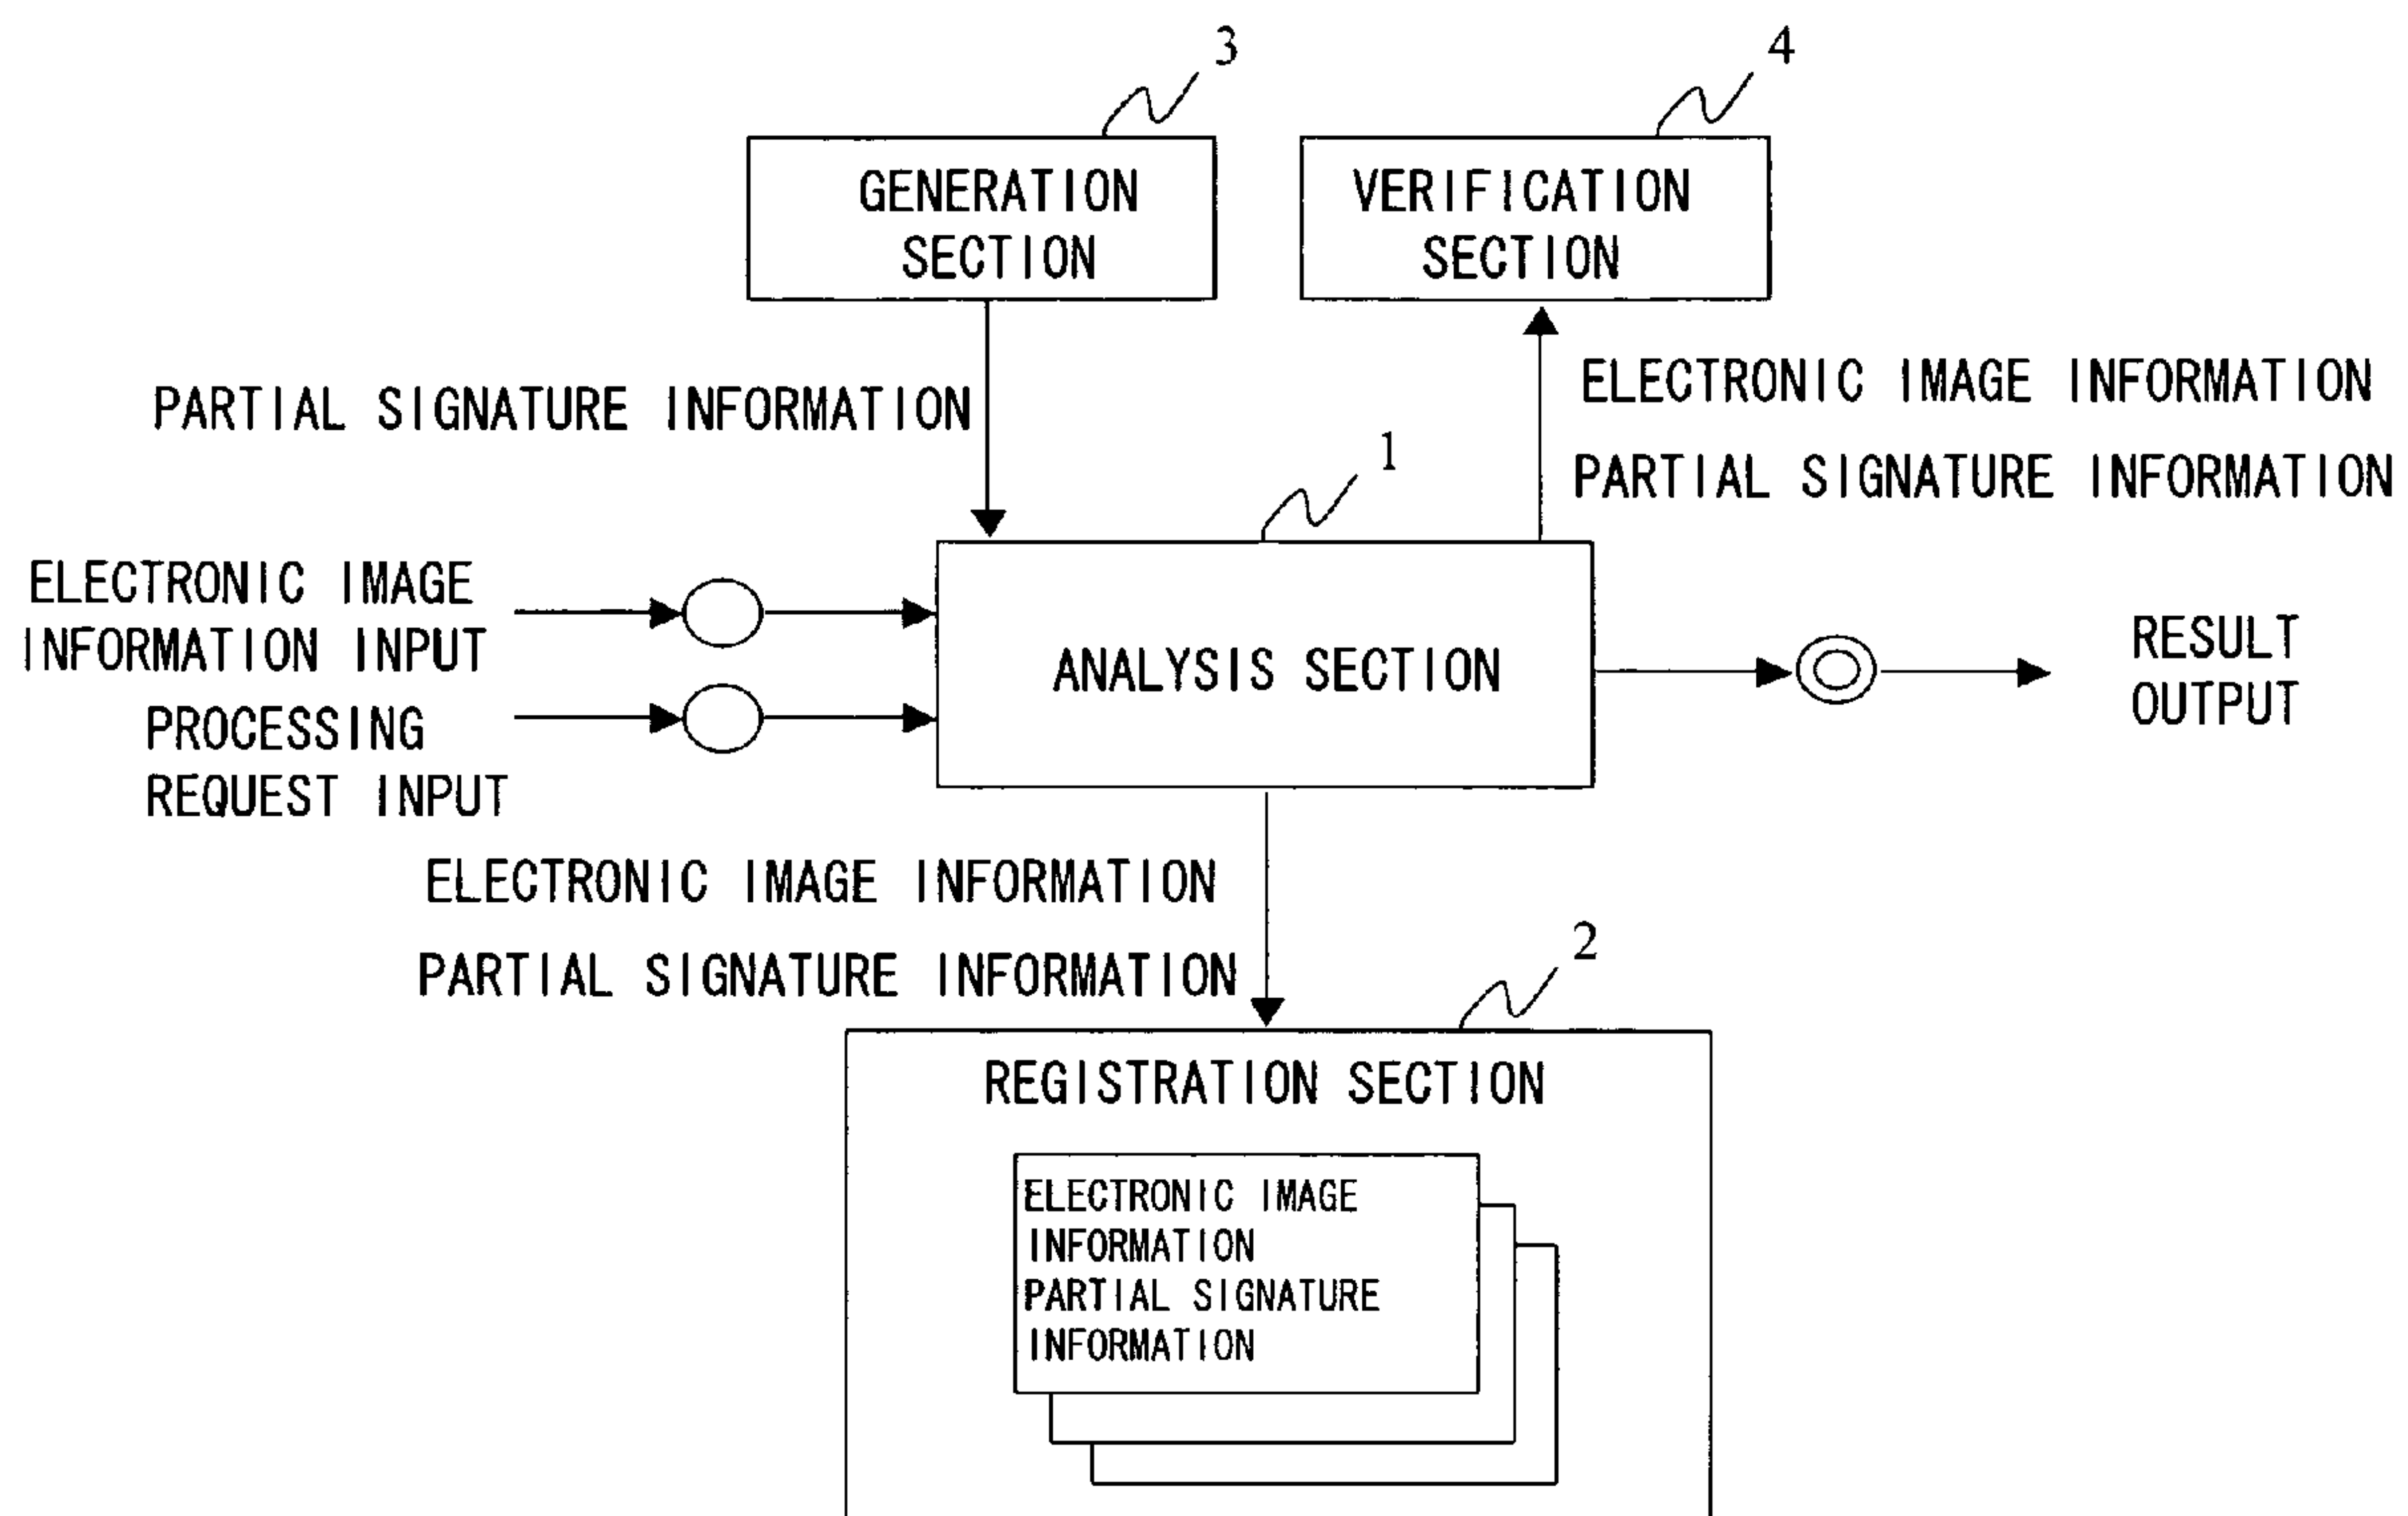 3
4
GENERATION
SECTION
VERIFICATION
SECTION
PARTIAL SIGNATURE INFORMATION
ELECTRONIC IMAGE INFORMATION
PARTIAL SIGNATURE INFORMATION
1
ELECTRONIC IMAGE
INFORMATION INPUT
PROCESSING
REQUEST INPUT
ANALYSIS SECTION
RESULT
OUTPUT
ELECTRONIC IMAGE INFORMATION
PARTIAL SIGNATURE INFORMATION
2
REGISTRATION SECTION
ELECTRONIC IMAGE
INFORMATION
PARTIAL SIGNATURE
INFORMATION